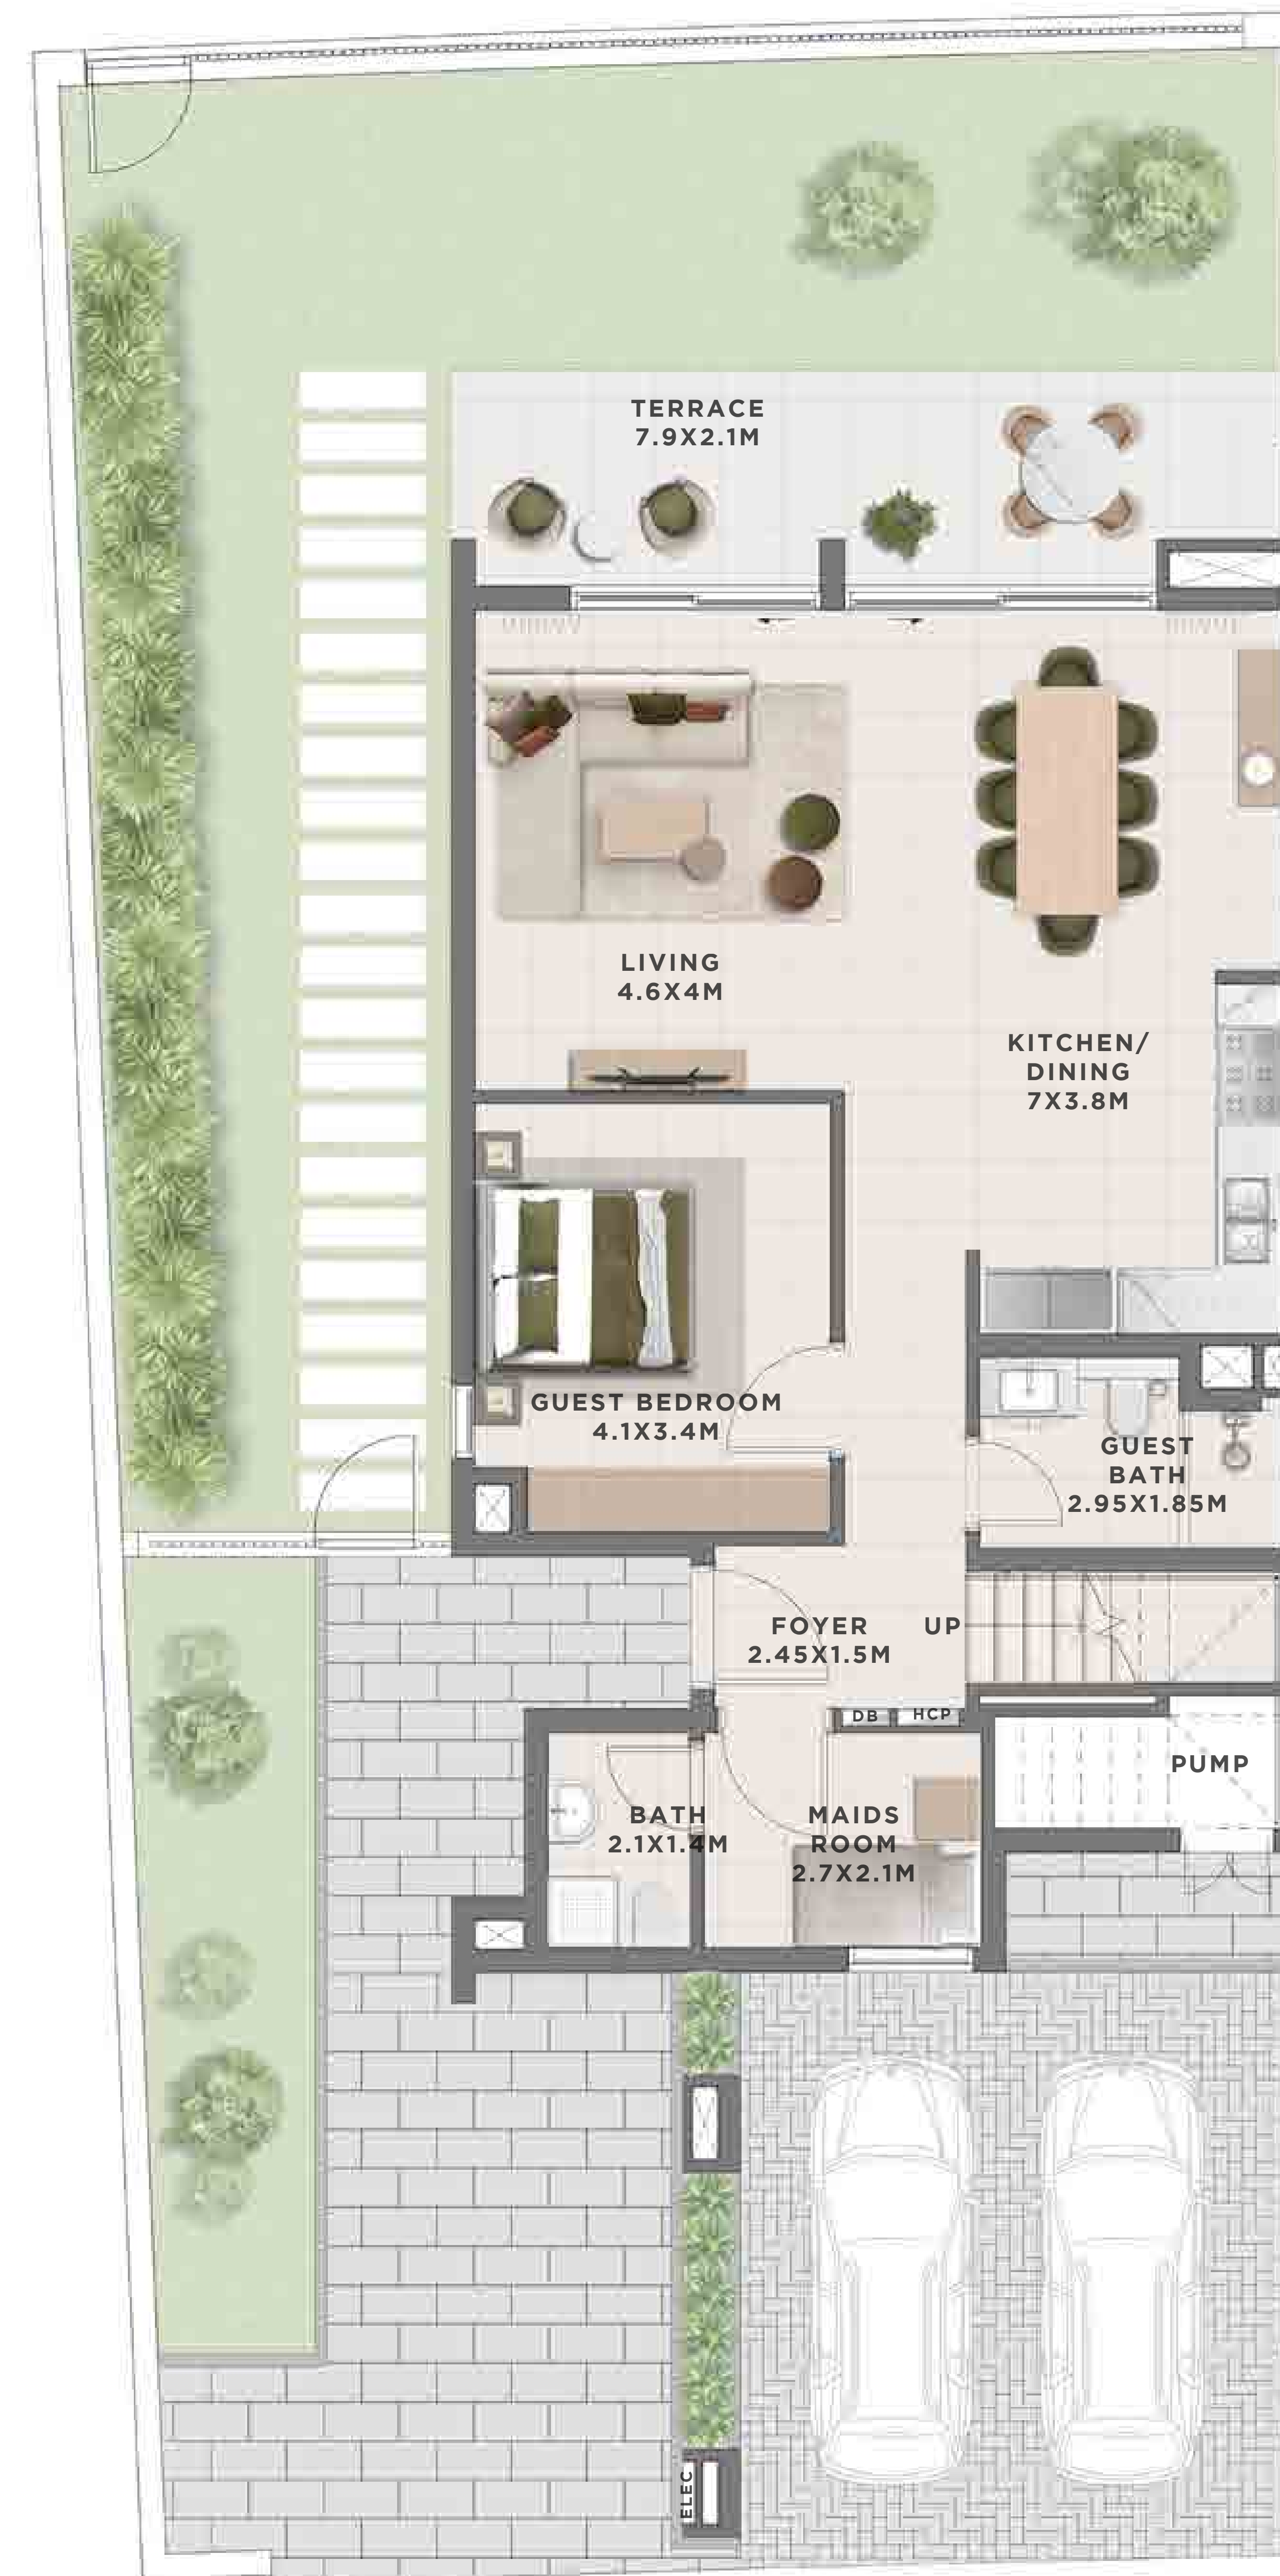 TERRACE
7.9X2.1M
LIVING
4.6X4M
KITCHEN/
DINING
7X3.8M
GUEST BEDROOM
4.1X3.4M
GUEST
BATH
2.95X1.85M
FOYER
2.45X1.5M
UP
DB
HCP
PUMP
BATH
2.1X1.4M
MAIDS
ROOM
2.7X2.1M
ELEC